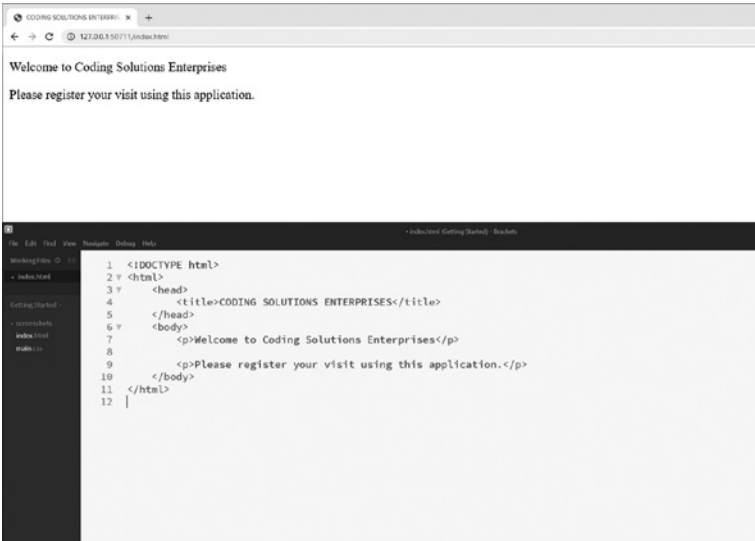 CODING SOLUTIONS ENTERPRIS
127.0.0.1:50711/index.html
Welcome to Coding Solutions Enterprises
Please register your visit using this application.
• index.html (Getting Started) - Brackets
File Edit Find View Navigate Debug Help
Working Files
• index.html
Getting Started
screenshots
index.html
main.css
1 <!DOCTYPE html>
2 <html>
3 <head>
4 <title>CODING SOLUTIONS ENTERPRISES</title>
5 </head>
6 <body>
7 <p>Welcome to Coding Solutions Enterprises</p>
8
9 <p>Please register your visit using this application.</p>
10 </body>
11 </html>
12